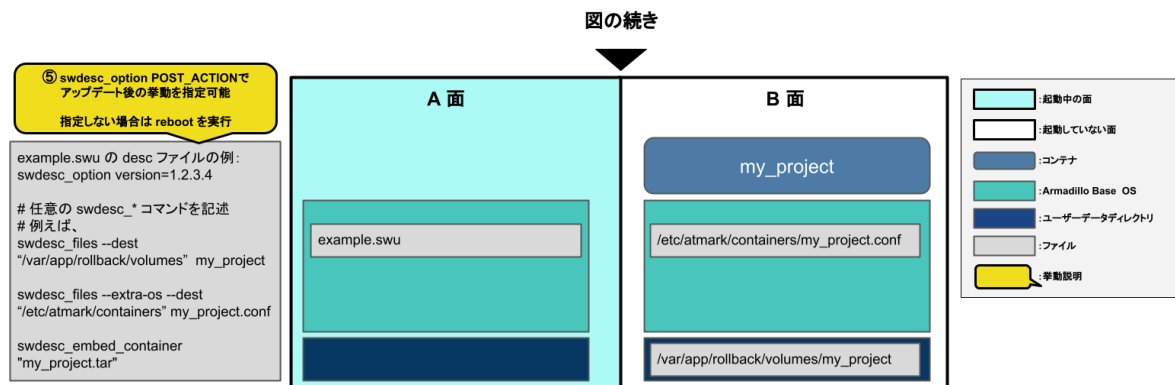 図の続き
⑤ swdesc_option POST_ACTIONで
アップデート後の挙動を指定可能
指定しない場合は reboot を実行
example.swu の desc ファイルの例：
swdesc_option version=1.2.3.4
# 任意の swdesc_* コマンドを記述
# 例えば、
swdesc_files --dest
“/var/app/rollback/volumes” my_project
swdesc_files --extra-os --dest
“/etc/atmark/containers” my_project.conf
swdesc_embed_container
"my_project.tar"
A 面
example.swu
B 面
my_project
/etc/atmark/containers/my_project.conf
/var/app/rollback/volumes/my_project
:起動中の面
:起動していない面
:コンテナ
:Armadillo Base OS
:ユーザーデータディレクトリ
:ファイル
:挙動説明